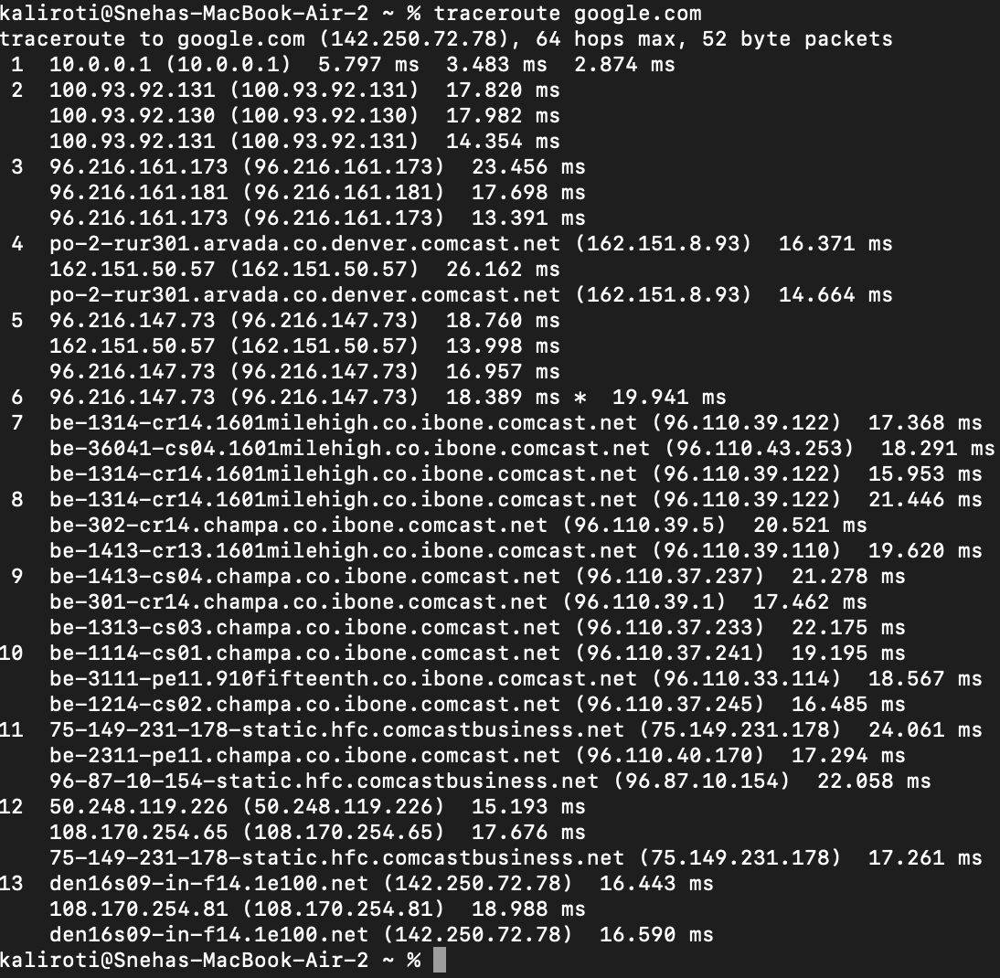 kaliroti@Snehas-MacBook-Air-2 ~ % traceroute google.com
traceroute to google.com (142.250.72.78), 64 hops max, 52 byte packets
 1  10.0.0.1 (10.0.0.1)  5.797 ms  3.483 ms  2.874 ms
 2  100.93.92.131 (100.93.92.131)  17.820 ms
    100.93.92.130 (100.93.92.130)  17.982 ms
    100.93.92.131 (100.93.92.131)  14.354 ms
 3  96.216.161.173 (96.216.161.173)  23.456 ms
    96.216.161.181 (96.216.161.181)  17.698 ms
    96.216.161.173 (96.216.161.173)  13.391 ms
 4  po-2-rur301.arvada.co.denver.comcast.net (162.151.8.93)  16.371 ms
    162.151.50.57 (162.151.50.57)  26.162 ms
    po-2-rur301.arvada.co.denver.comcast.net (162.151.8.93)  14.664 ms
 5  96.216.147.73 (96.216.147.73)  18.760 ms
    162.151.50.57 (162.151.50.57)  13.998 ms
    96.216.147.73 (96.216.147.73)  16.957 ms
 6  96.216.147.73 (96.216.147.73)  18.389 ms *  19.941 ms
 7  be-1314-cr14.1601milehigh.co.ibone.comcast.net (96.110.39.122)  17.368 ms
    be-36041-cs04.1601milehigh.co.ibone.comcast.net (96.110.43.253)  18.291 ms
    be-1314-cr14.1601milehigh.co.ibone.comcast.net (96.110.39.122)  15.953 ms
 8  be-1314-cr14.1601milehigh.co.ibone.comcast.net (96.110.39.122)  21.446 ms
    be-302-cr14.champa.co.ibone.comcast.net (96.110.39.5)  20.521 ms
    be-1413-cr13.1601milehigh.co.ibone.comcast.net (96.110.39.110)  19.620 ms
 9  be-1413-cs04.champa.co.ibone.comcast.net (96.110.37.237)  21.278 ms
    be-301-cr14.champa.co.ibone.comcast.net (96.110.39.1)  17.462 ms
    be-1313-cs03.champa.co.ibone.comcast.net (96.110.37.233)  22.175 ms
10  be-1114-cs01.champa.co.ibone.comcast.net (96.110.37.241)  19.195 ms
    be-3111-pe11.910fifteenth.co.ibone.comcast.net (96.110.33.114)  18.567 ms
    be-1214-cs02.champa.co.ibone.comcast.net (96.110.37.245)  16.485 ms
11  75-149-231-178-static.hfc.comcastbusiness.net (75.149.231.178)  24.061 ms
    be-2311-pe11.champa.co.ibone.comcast.net (96.110.40.170)  17.294 ms
    96-87-10-154-static.hfc.comcastbusiness.net (96.87.10.154)  22.058 ms
12  50.248.119.226 (50.248.119.226)  15.193 ms
    108.170.254.65 (108.170.254.65)  17.676 ms
    75-149-231-178-static.hfc.comcastbusiness.net (75.149.231.178)  17.261 ms
13  den16s09-in-f14.1e100.net (142.250.72.78)  16.443 ms
    108.170.254.81 (108.170.254.81)  18.988 ms
    den16s09-in-f14.1e100.net (142.250.72.78)  16.590 ms
kaliroti@Snehas-MacBook-Air-2 ~ %